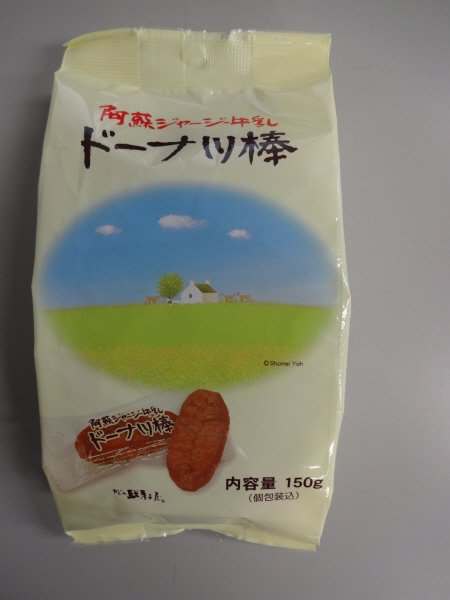 阿蘇ジャージー牛乳
ドーナツ棒
©Shomei Yoh
阿蘇ジャージー牛乳
ドーナツ棒
内容量 150g
(個包装込)